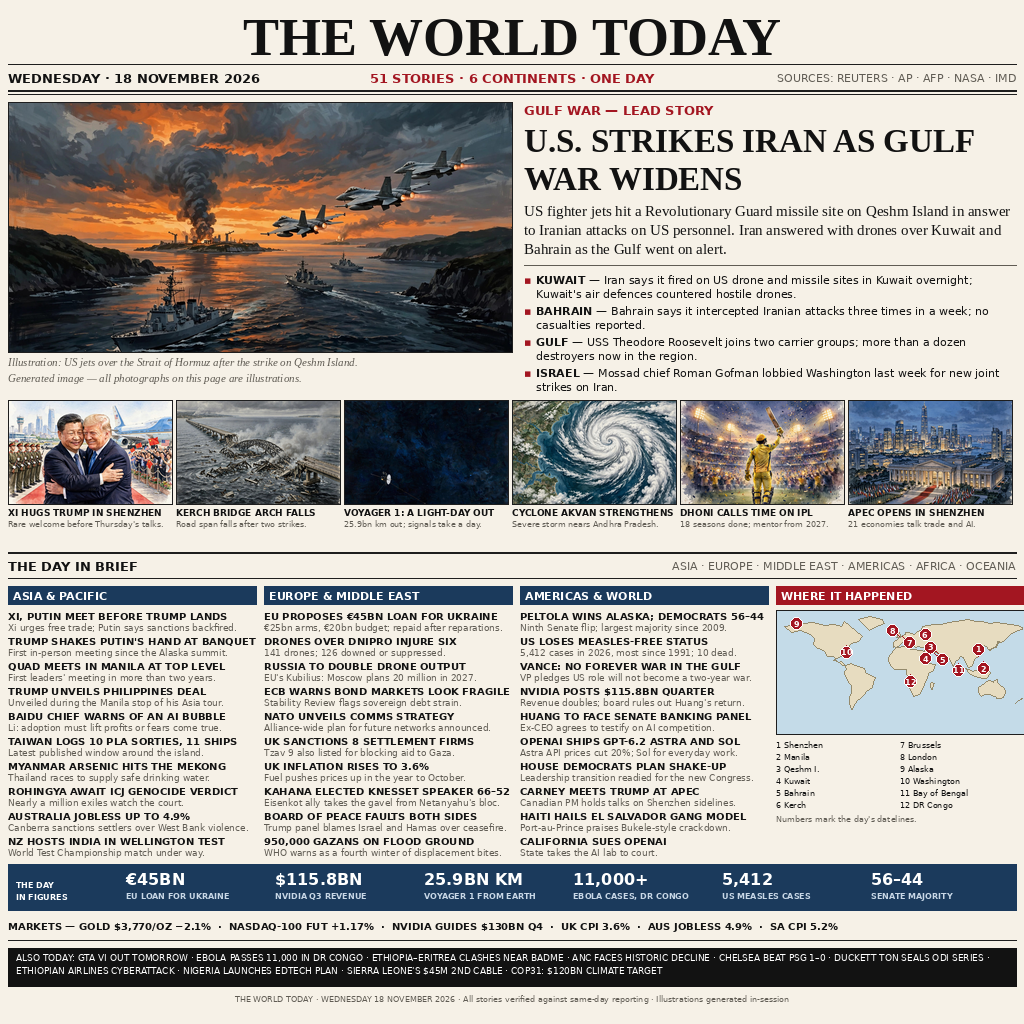 THE WORLD TODAY
WEDNESDAY · 18 NOVEMBER 2026
51 STORIES · 6 CONTINENTS · ONE DAY
SOURCES: REUTERS · AP · AFP · NASA · IMD
GULF WAR — LEAD STORY
U.S. STRIKES IRAN AS GULF
WAR WIDENS
US fighter jets hit a Revolutionary Guard missile site on Qeshm Island in answer
to Iranian attacks on US personnel. Iran answered with drones over Kuwait and
Bahrain as the Gulf went on alert.
▪ KUWAIT — Iran says it fired on US drone and missile sites in Kuwait overnight;
Kuwait's air defences countered hostile drones.
▪ BAHRAIN — Bahrain says it intercepted Iranian attacks three times in a week; no
casualties reported.
▪ GULF — USS Theodore Roosevelt joins two carrier groups; more than a dozen
destroyers now in the region.
▪ ISRAEL — Mossad chief Roman Gofman lobbied Washington last week for new joint
strikes on Iran.
Illustration: US jets over the Strait of Hormuz after the strike on Qeshm Island.
Generated image — all photographs on this page are illustrations.
XI HUGS TRUMP IN SHENZHEN
Rare welcome before Thursday's talks.
KERCH BRIDGE ARCH FALLS
Road span falls after two strikes.
VOYAGER 1: A LIGHT-DAY OUT
25.9bn km out; signals take a day.
CYCLONE AKVAN STRENGTHENS
Severe storm nears Andhra Pradesh.
DHONI CALLS TIME ON IPL
18 seasons done; mentor from 2027.
APEC OPENS IN SHENZHEN
21 economies talk trade and AI.
THE DAY IN BRIEF
ASIA · EUROPE · MIDDLE EAST · AMERICAS · AFRICA · OCEANIA
ASIA & PACIFIC
XI, PUTIN MEET BEFORE TRUMP LANDS
Xi urges free trade; Putin says sanctions backfired.
TRUMP SHAKES PUTIN'S HAND AT BANQUET
First in-person meeting since the Alaska summit.
QUAD MEETS IN MANILA AT TOP LEVEL
First leaders' meeting in more than two years.
TRUMP UNVEILS PHILIPPINES DEAL
Unveiled during the Manila stop of his Asia tour.
BAIDU CHIEF WARNS OF AN AI BUBBLE
Li: adoption must lift profits or fears come true.
TAIWAN LOGS 10 PLA SORTIES, 11 SHIPS
Latest published window around the island.
MYANMAR ARSENIC HITS THE MEKONG
Thailand races to supply safe drinking water.
ROHINGYA AWAIT ICJ GENOCIDE VERDICT
Nearly a million exiles watch the court.
AUSTRALIA JOBLESS UP TO 4.9%
Canberra sanctions settlers over West Bank violence.
NZ HOSTS INDIA IN WELLINGTON TEST
World Test Championship match under way.
EUROPE & MIDDLE EAST
EU PROPOSES €45BN LOAN FOR UKRAINE
€25bn arms, €20bn budget; repaid after reparations.
DRONES OVER DNIPRO INJURE SIX
141 drones; 126 downed or suppressed.
RUSSIA TO DOUBLE DRONE OUTPUT
EU's Kubilius: Moscow plans 20 million in 2027.
ECB WARNS BOND MARKETS LOOK FRAGILE
Stability Review flags sovereign debt strain.
NATO UNVEILS COMMS STRATEGY
Alliance-wide plan for future networks announced.
UK SANCTIONS 8 SETTLEMENT FIRMS
Tzav 9 also listed for blocking aid to Gaza.
UK INFLATION RISES TO 3.6%
Fuel pushes prices up in the year to October.
KAHANA ELECTED KNESSET SPEAKER 66–52
Eisenkot ally takes the gavel from Netanyahu's bloc.
BOARD OF PEACE FAULTS BOTH SIDES
Trump panel blames Israel and Hamas over ceasefire.
950,000 GAZANS ON FLOOD GROUND
WHO warns as a fourth winter of displacement bites.
AMERICAS & WORLD
PELTOLA WINS ALASKA; DEMOCRATS 56–44
Ninth Senate flip; largest majority since 2009.
US LOSES MEASLES-FREE STATUS
5,412 cases in 2026, most since 1991; 10 dead.
VANCE: NO FOREVER WAR IN THE GULF
VP pledges US role will not become a two-year war.
NVIDIA POSTS $115.8BN QUARTER
Revenue doubles; board rules out Huang's return.
HUANG TO FACE SENATE BANKING PANEL
Ex-CEO agrees to testify on AI competition.
OPENAI SHIPS GPT-6.2 ASTRA AND SOL
Astra API prices cut 20%; Sol for everyday work.
HOUSE DEMOCRATS PLAN SHAKE-UP
Leadership transition readied for the new Congress.
CARNEY MEETS TRUMP AT APEC
Canadian PM holds talks on Shenzhen sidelines.
HAITI HAILS EL SALVADOR GANG MODEL
Port-au-Prince praises Bukele-style crackdown.
CALIFORNIA SUES OPENAI
State takes the AI lab to court.
WHERE IT HAPPENED
9
8
6
7
3
10
1
4
5
11
2
12
1 Shenzhen
2 Manila
3 Qeshm I.
4 Kuwait
5 Bahrain
6 Kerch
7 Brussels
8 London
9 Alaska
10 Washington
11 Bay of Bengal
12 DR Congo
Numbers mark the day's datelines.
THE DAY
IN FIGURES
€45BN
EU LOAN FOR UKRAINE
$115.8BN
NVIDIA Q3 REVENUE
25.9BN KM
VOYAGER 1 FROM EARTH
11,000+
EBOLA CASES, DR CONGO
5,412
US MEASLES CASES
56–44
SENATE MAJORITY
MARKETS — GOLD $3,770/OZ −2.1% · NASDAQ-100 FUT +1.17% · NVIDIA GUIDES $130BN Q4 · UK CPI 3.6% · AUS JOBLESS 4.9% · SA CPI 5.2%
ALSO TODAY: GTA VI OUT TOMORROW · EBOLA PASSES 11,000 IN DR CONGO · ETHIOPIA–ERITREA CLASHES NEAR BADME · ANC FACES HISTORIC DECLINE · CHELSEA BEAT PSG 1–0 · DUCKETT TON SEALS ODI SERIES ·
ETHIOPIAN AIRLINES CYBERATTACK · NIGERIA LAUNCHES EDTECH PLAN · SIERRA LEONE'S $45M 2ND CABLE · COP31: $120BN CLIMATE TARGET
THE WORLD TODAY · WEDNESDAY 18 NOVEMBER 2026 · All stories verified against same-day reporting · Illustrations generated in-session